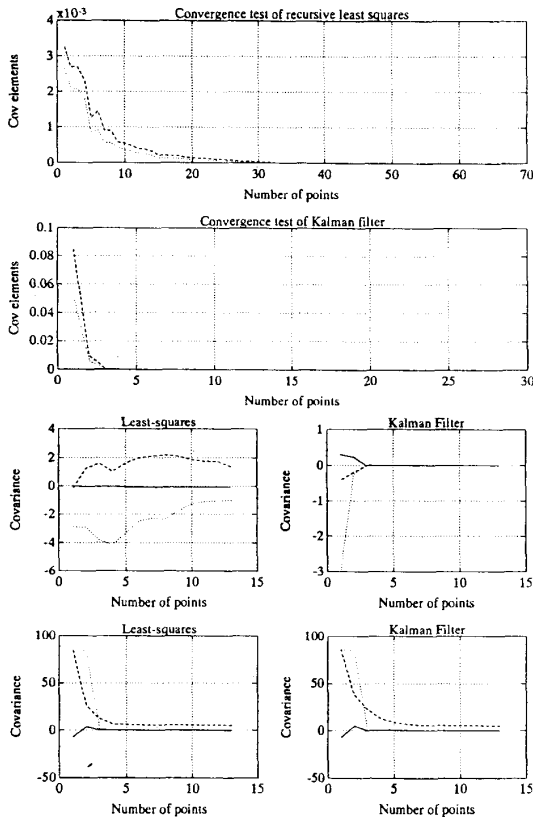 Convergence test of recursive least squares
x10-3
4
3
2
1
0
Cov elements
0 10 20 30 40 50 60 70
Number of points
Convergence test of Kalman filter
0.1
0.08
0.06
0.04
0.02
0
Cov elements
0 5 10 15 20 25 30
Number of points
Least-squares
4
2
0
-2
-4
-6
Covariance
0 5 10 15
Number of points
Kalman Filter
1
0
-1
-2
-3
Covariance
0 5 10 15
Number of points
Least-squares
100
50
0
-50
Covariance
0 5 10 15
Number of points
Kalman Filter
100
50
0
-50
Covariance
0 5 10 15
Number of points